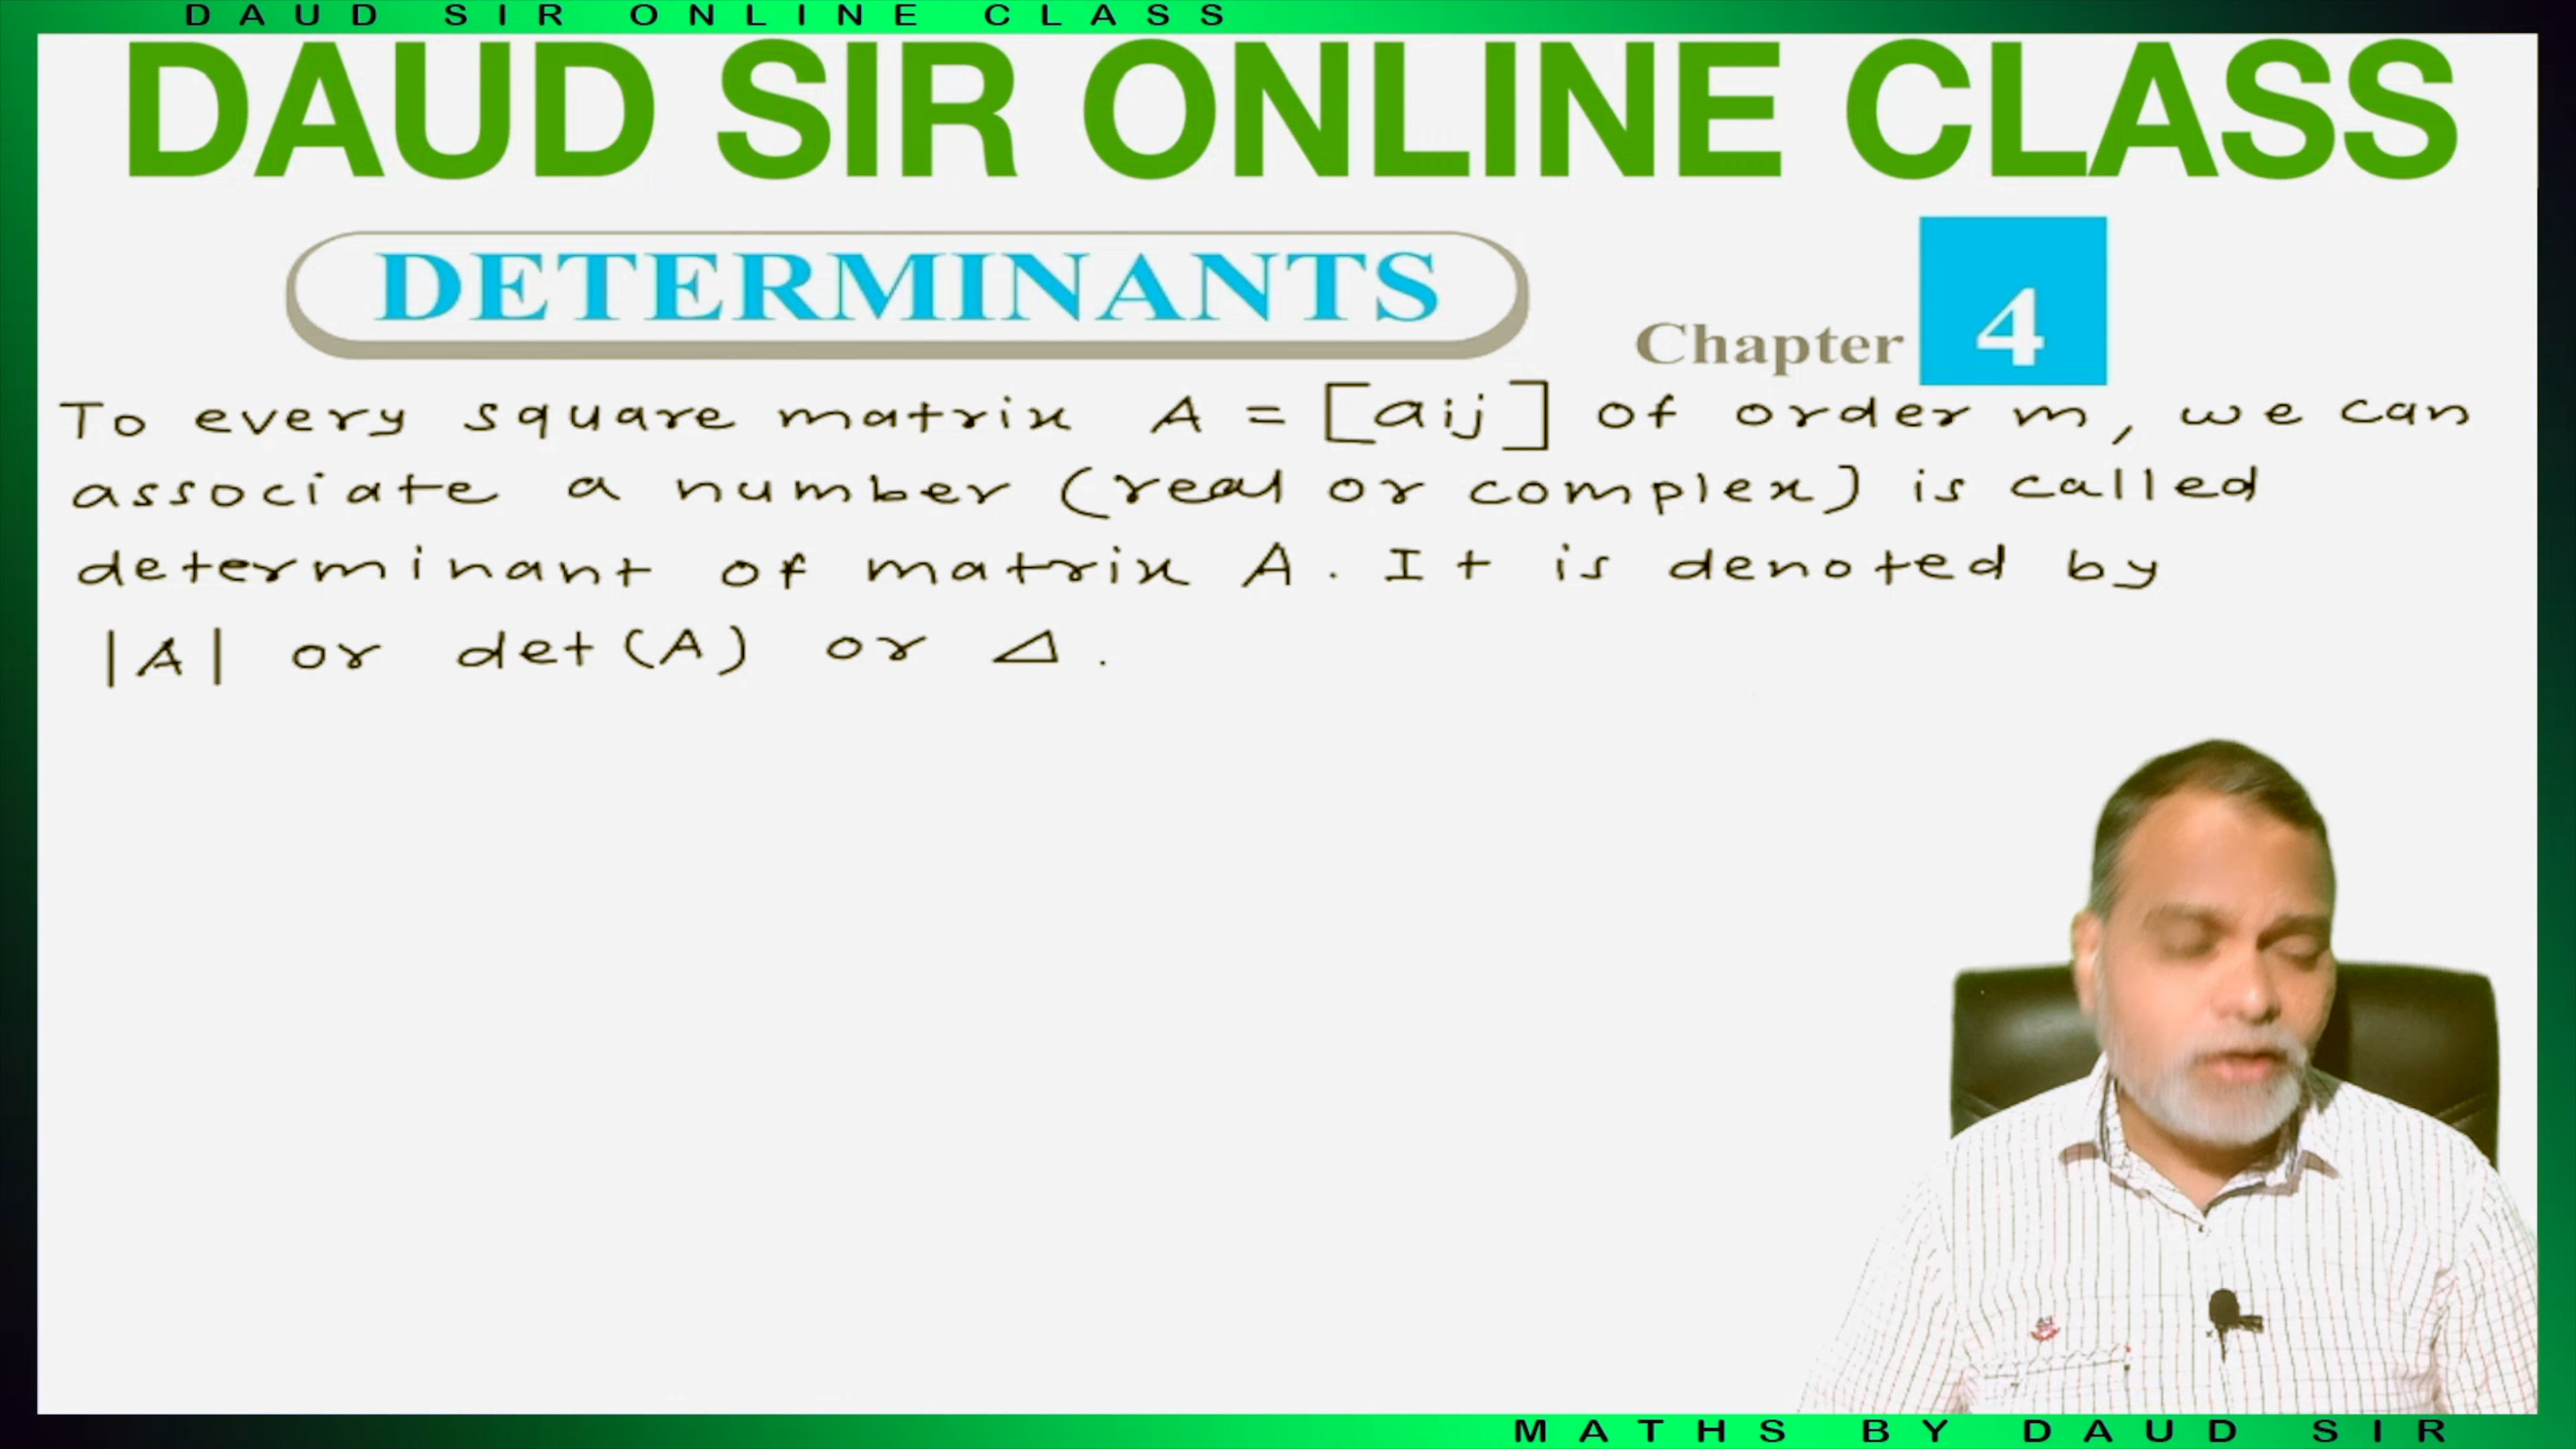 DAUD SIR ONLINE CLASS
DAUD SIR ONLINE CLASS
DETERMINANTS
Chapter 4
To every square matrix A = [aij] of order m, we can
associate a number (real or complex) is called
determinant of matrix A. It is denoted by
|A| or det(A) or Δ.
MATHS BY DAUD SIR